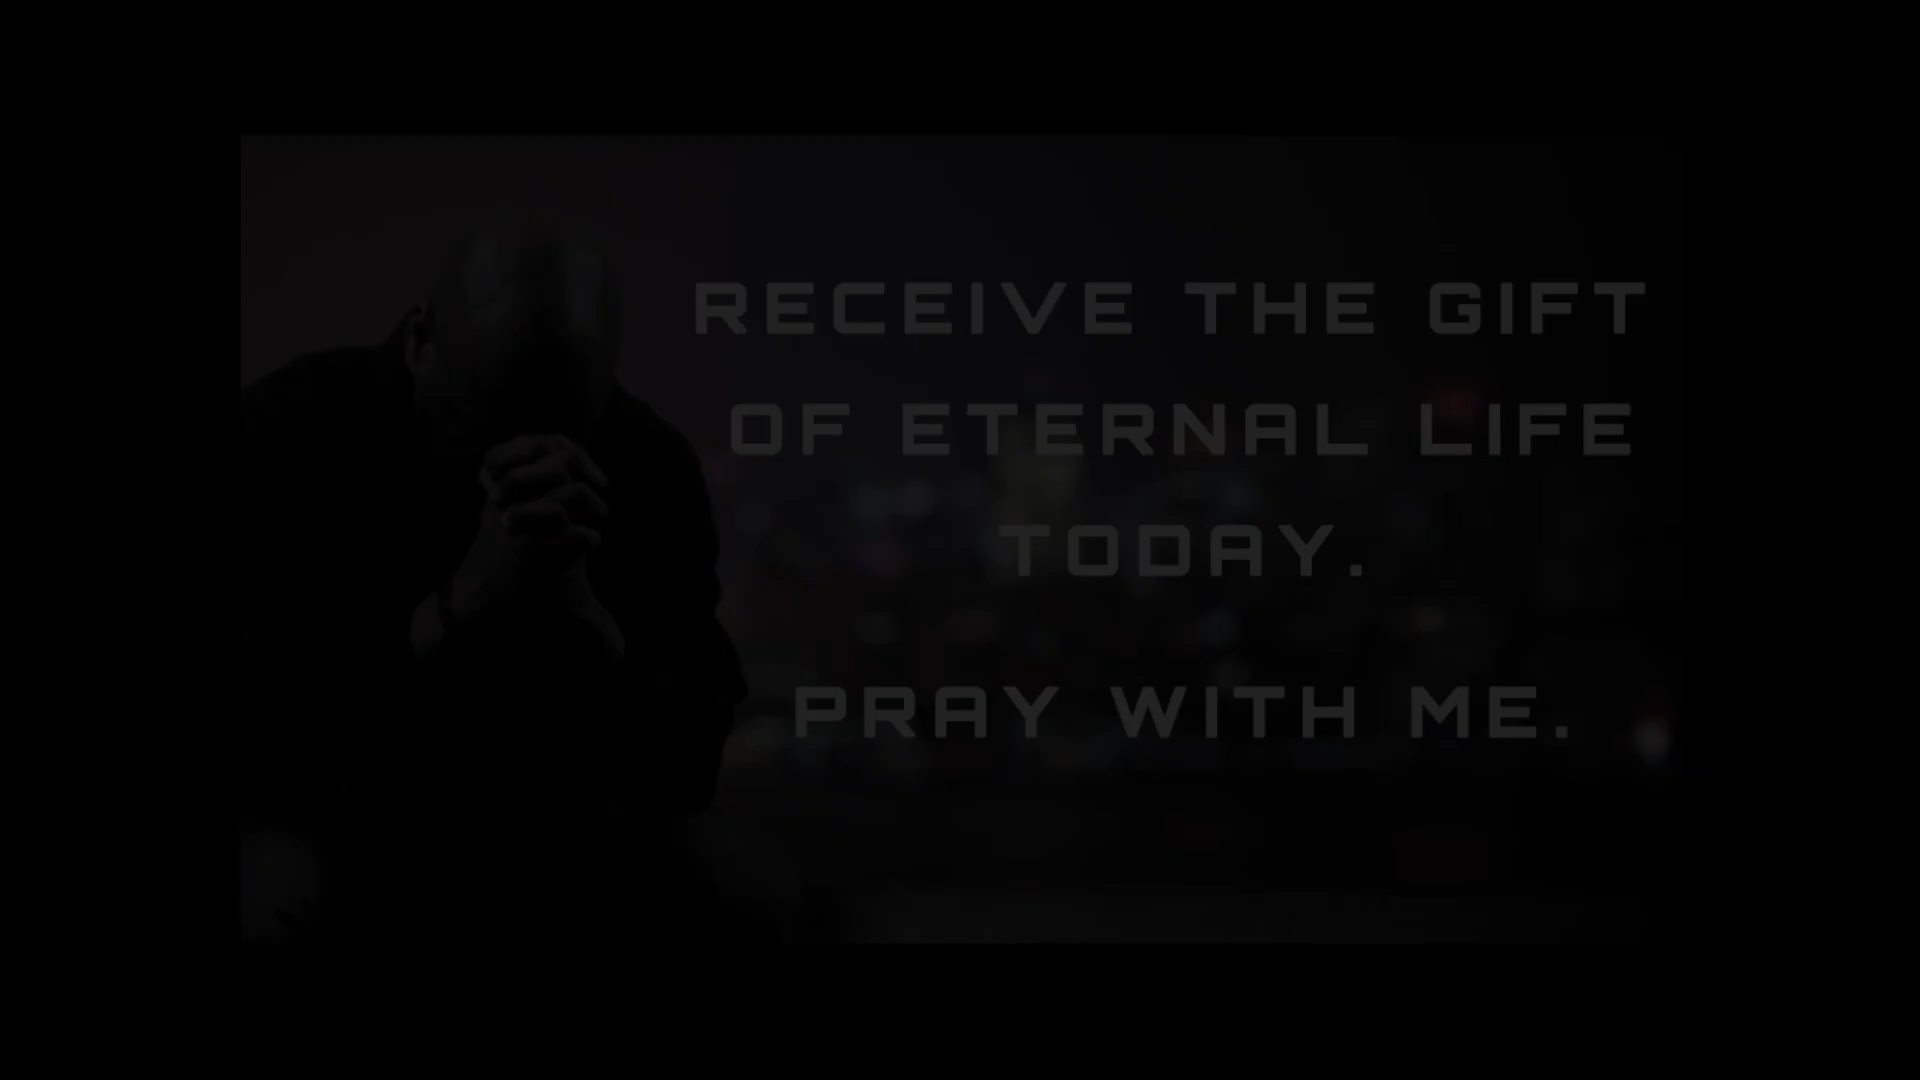 RECEIVE THE GIFT
OF ETERNAL LIFE
TODAY.
PRAY WITH ME.